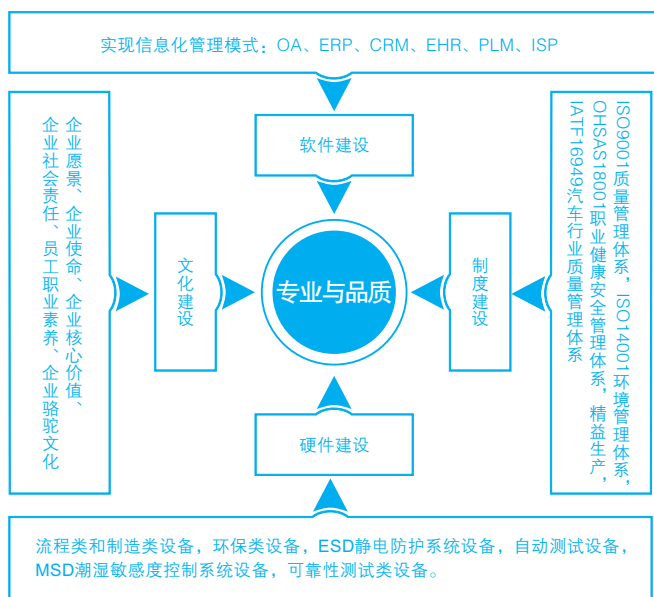 实现信息化管理模式：OA、ERP、CRM、EHR、PLM、ISP
软件建设
企业愿景、企业使命、企业核心价值、
企业社会责任、员工职业素养、企业骆驼文化
文化建设
专业与品质
制度建设
ISO9001质量管理体系，ISO14001环境管理体系，
OHSAS18001职业健康安全管理体系，精益生产，
IATF16949汽车行业质量管理体系
硬件建设
流程类和制造类设备，环保类设备，ESD静电防护系统设备，自动测试设备，
MSD潮湿敏感度控制系统设备，可靠性测试类设备。